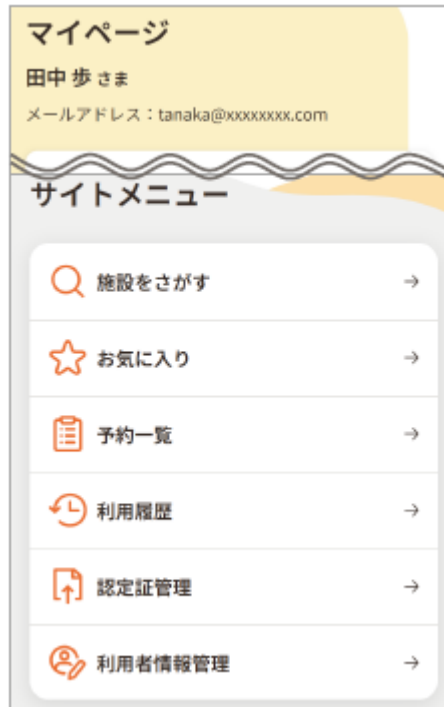 マイページ
田中 歩 さま
メールアドレス：tanaka@xxxxxxxx.com
サイトメニュー
施設をさがす
お気に入り
予約一覧
利用履歴
認定証管理
利用者情報管理